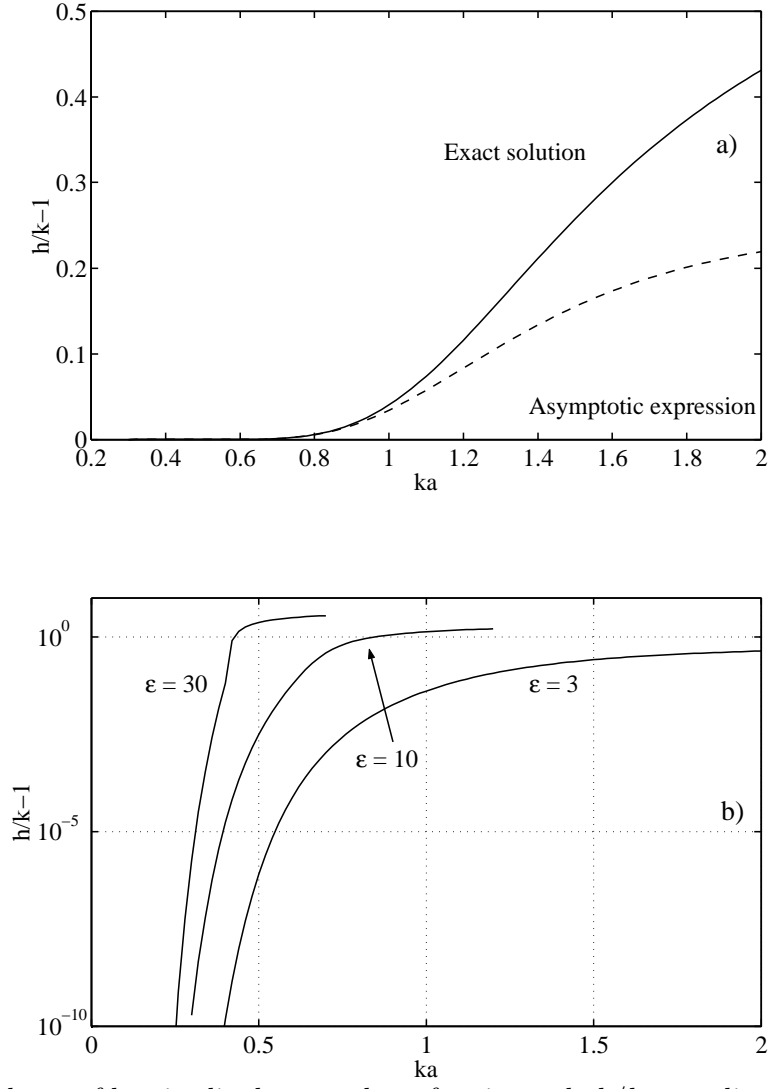 0.5
0.4
Exact solution
a)
0.3
h/k−1
0.2
0.1
Asymptotic expression
0
0.2 0.4 0.6 0.8 1 1.2 1.4 1.6 1.8 2
ka
10^0
ε = 30
ε = 3
ε = 10
h/k−1
b)
10^−5
10^−10
0 0.5 1 1.5 2
ka